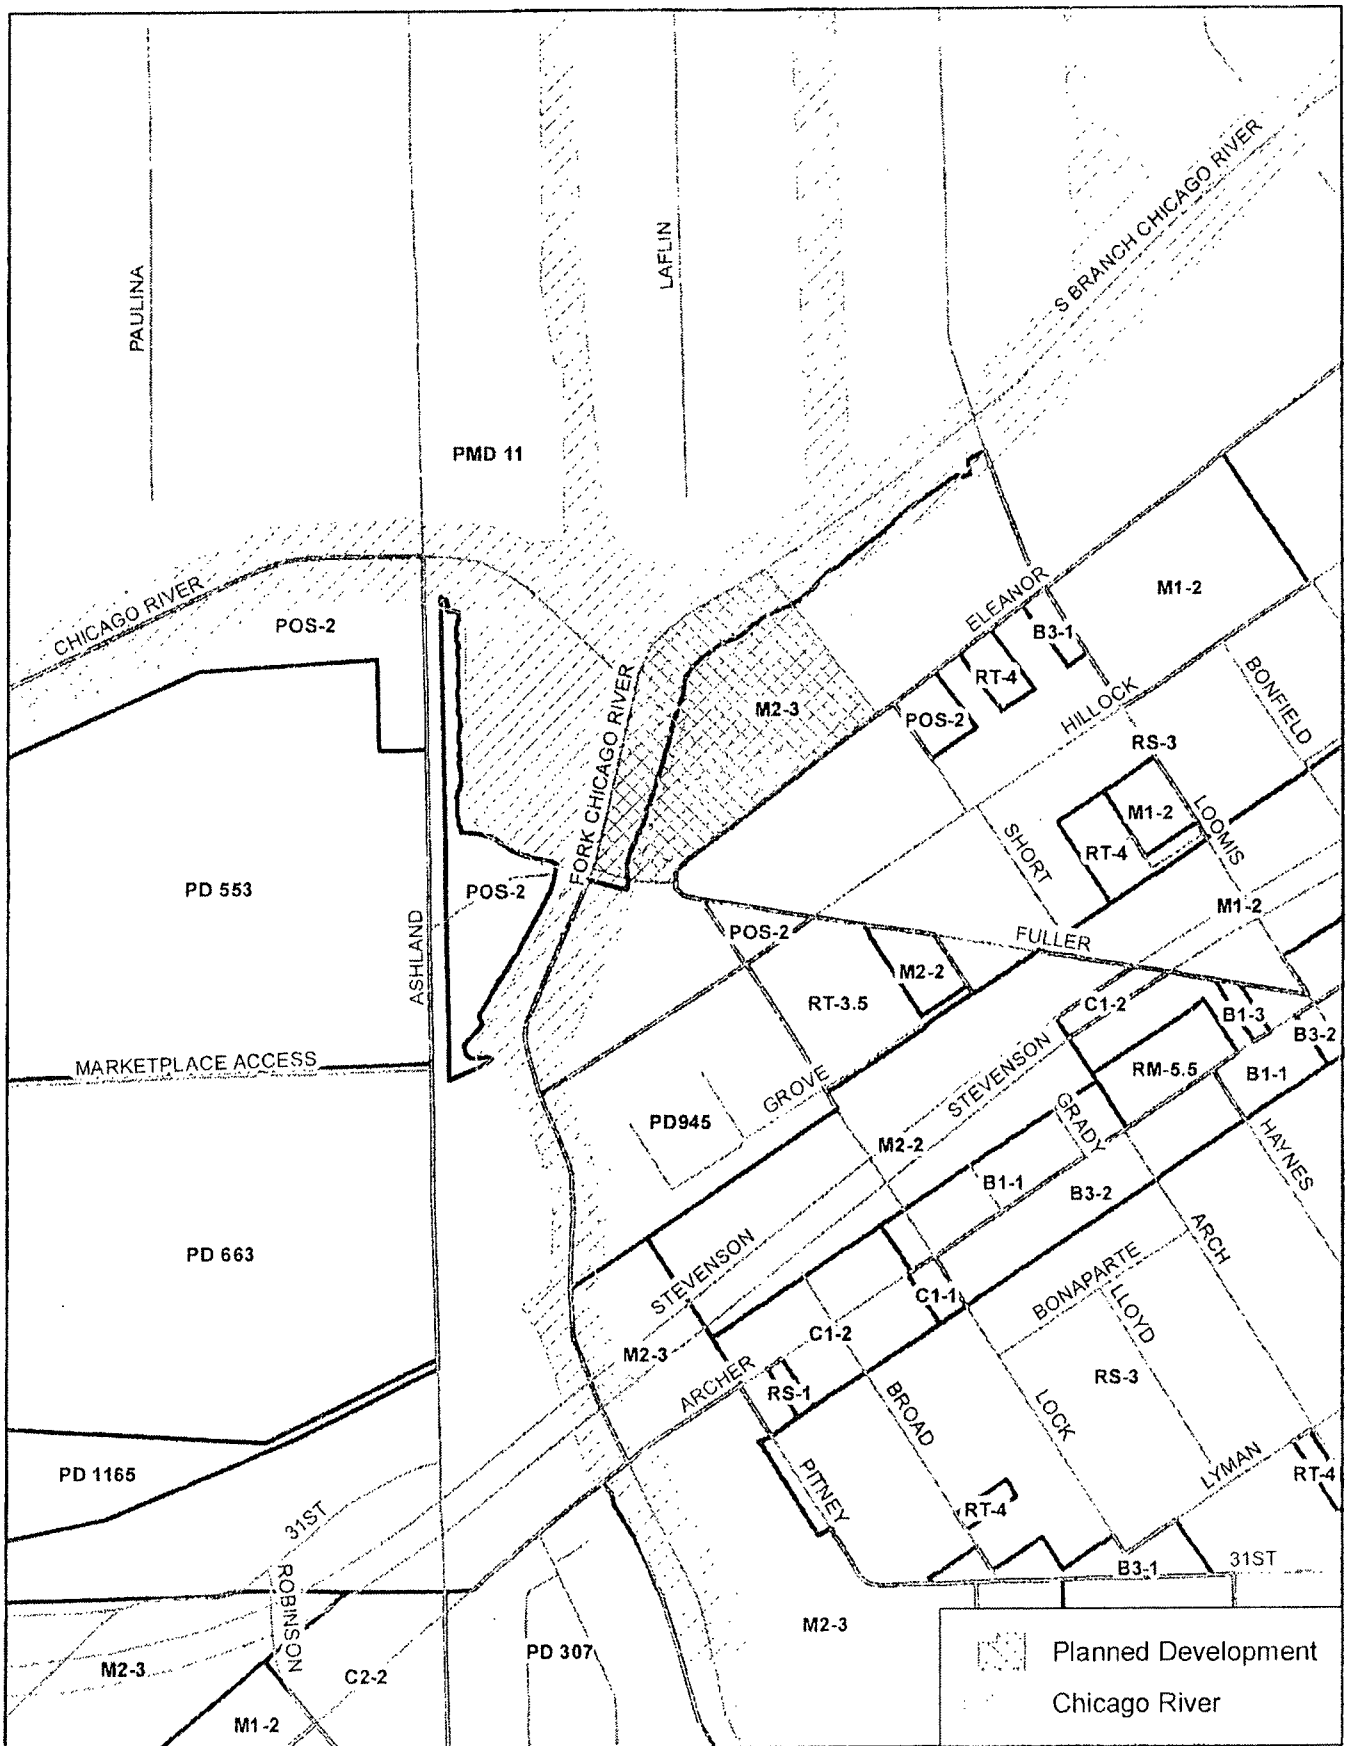 PAULINA
LAFLIN
S BRANCH CHICAGO RIVER
PMD 11
CHICAGO RIVER
POS-2
ELEANOR
M1-2
B3-1
RT-4
POS-2
HILLOCK
BONFIELD
M2-3
FORK CHICAGO RIVER
RS-3
M1-2
LOOMIS
RT-4
SHORT
PD 553
POS-2
ASHLAND
POS-2
FULLER
M1-2
M2-2
RT-3.5
C1-2
B1-3
B3-2
MARKETPLACE ACCESS
GROVE
STEVENSON
RM-5.5
B1-1
PD945
GRADY
HAYNES
M2-2
B1-1
B3-2
PD 663
STEVENSON
ARCH
BONAPARTE
C1-1
LLOYD
C1-2
M2-3
ARCHER
RS-1
RS-3
BROAD
LOCK
PD 1165
PITNEY
LYMAN
RT-4
RT-4
31ST
ROBINSON
B3-1
31ST
M2-3
PD 307
M2-3
C2-2
M1-2
Planned Development
Chicago River